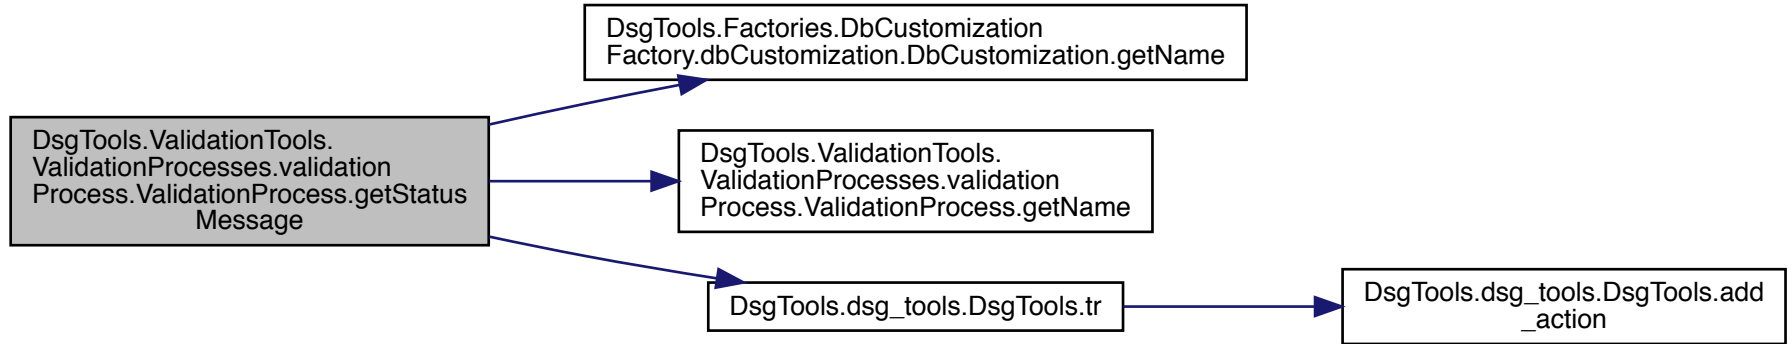 DsgTools.Factories.DbCustomization
Factory.dbCustomization.DbCustomization.getName
DsgTools.ValidationTools.
ValidationProcesses.validation
Process.ValidationProcess.getStatus
Message
DsgTools.ValidationTools.
ValidationProcesses.validation
Process.ValidationProcess.getName
DsgTools.dsg_tools.DsgTools.tr
DsgTools.dsg_tools.DsgTools.add
_action